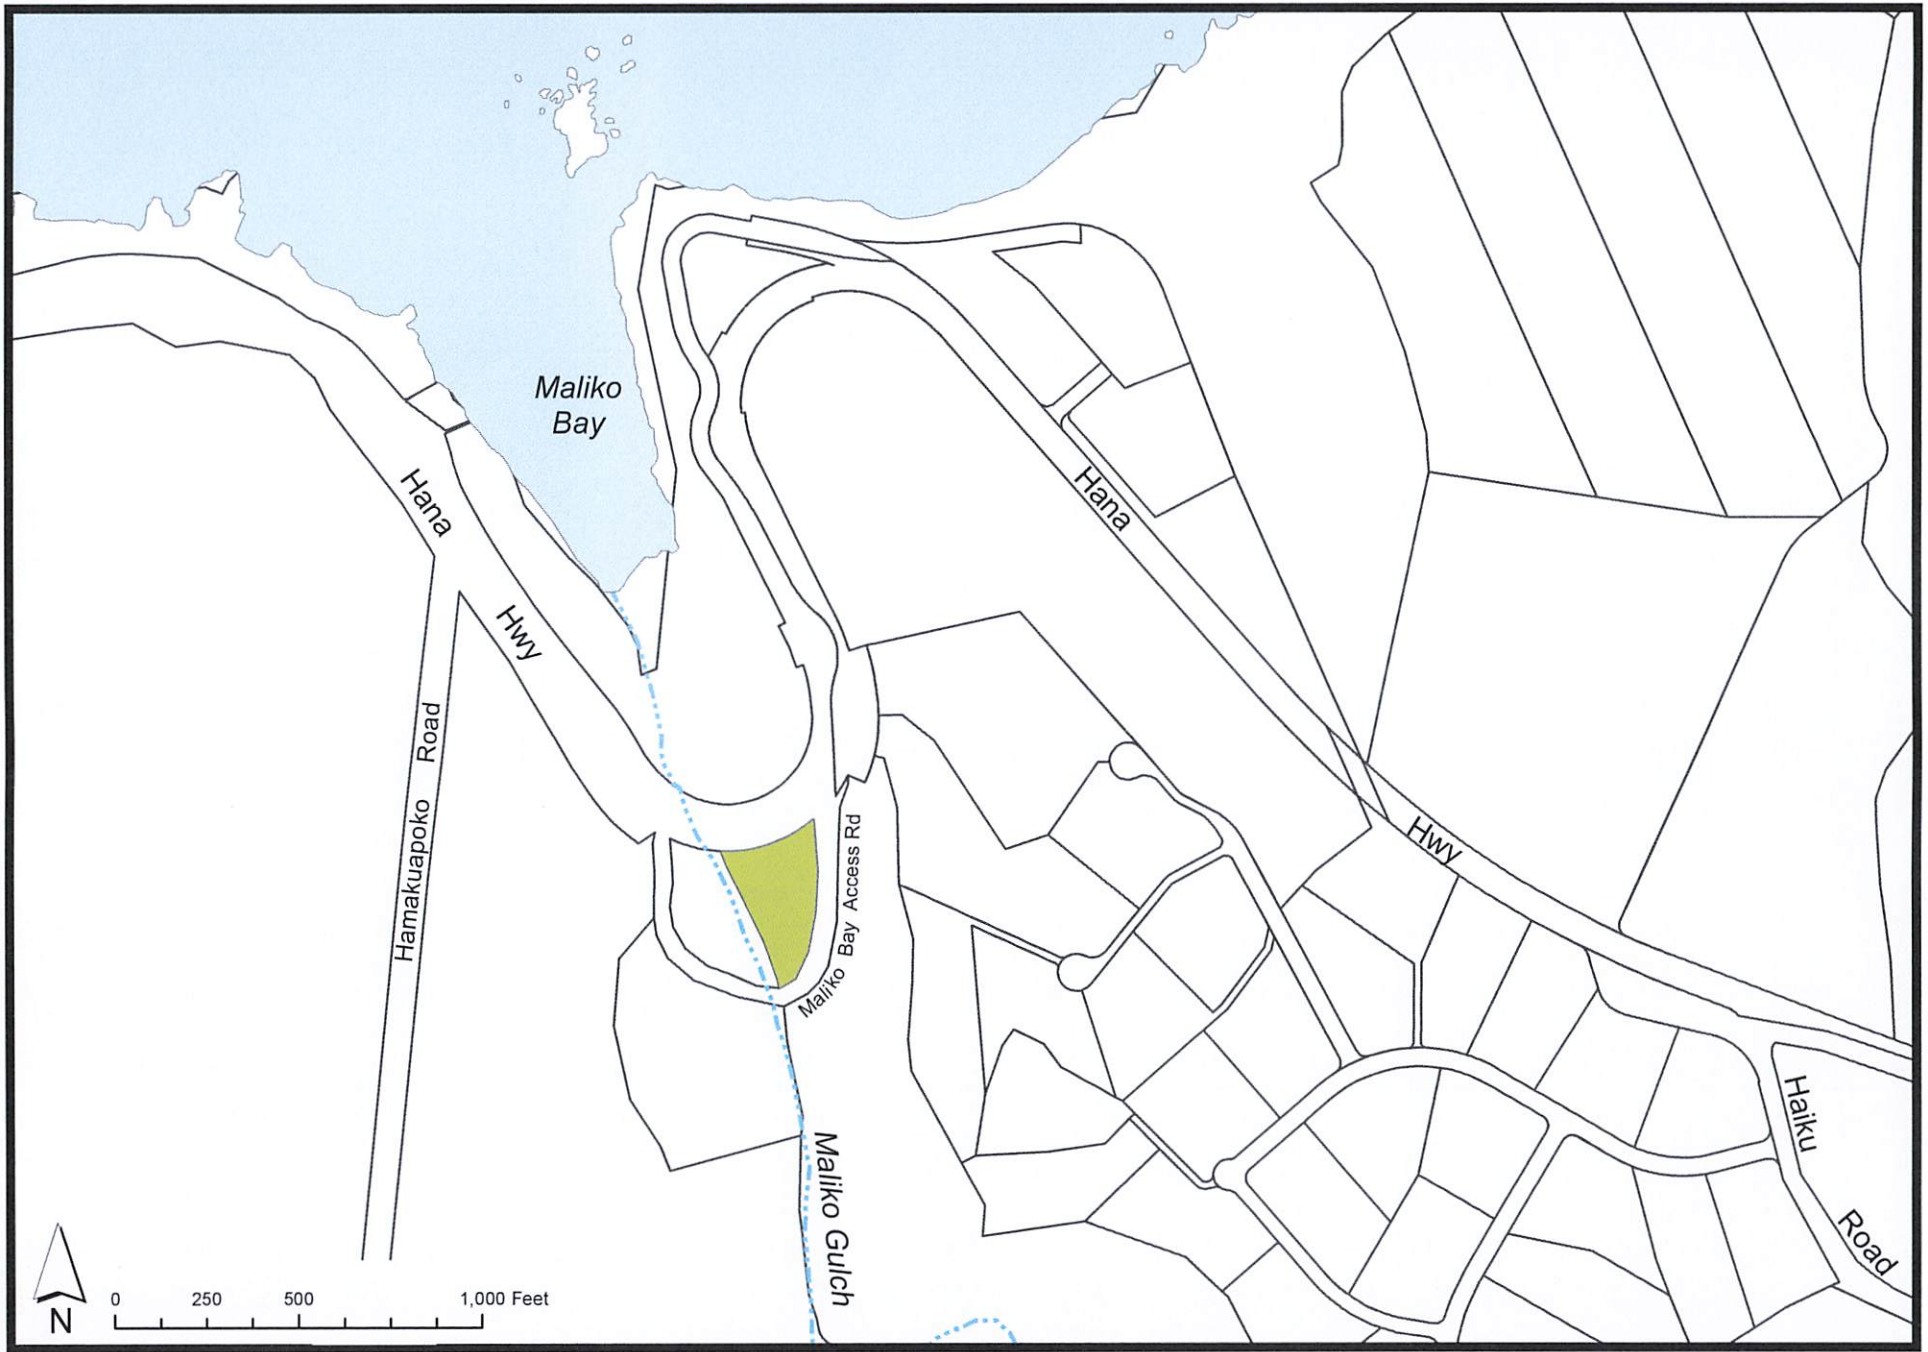 Maliko
Bay
Hana
Hwy
Hana
Hwy
Hamakuapoko Road
Maliko Bay Access Rd
Maliko Gulch
Haiku
Road
N
0 250 500 1,000 Feet